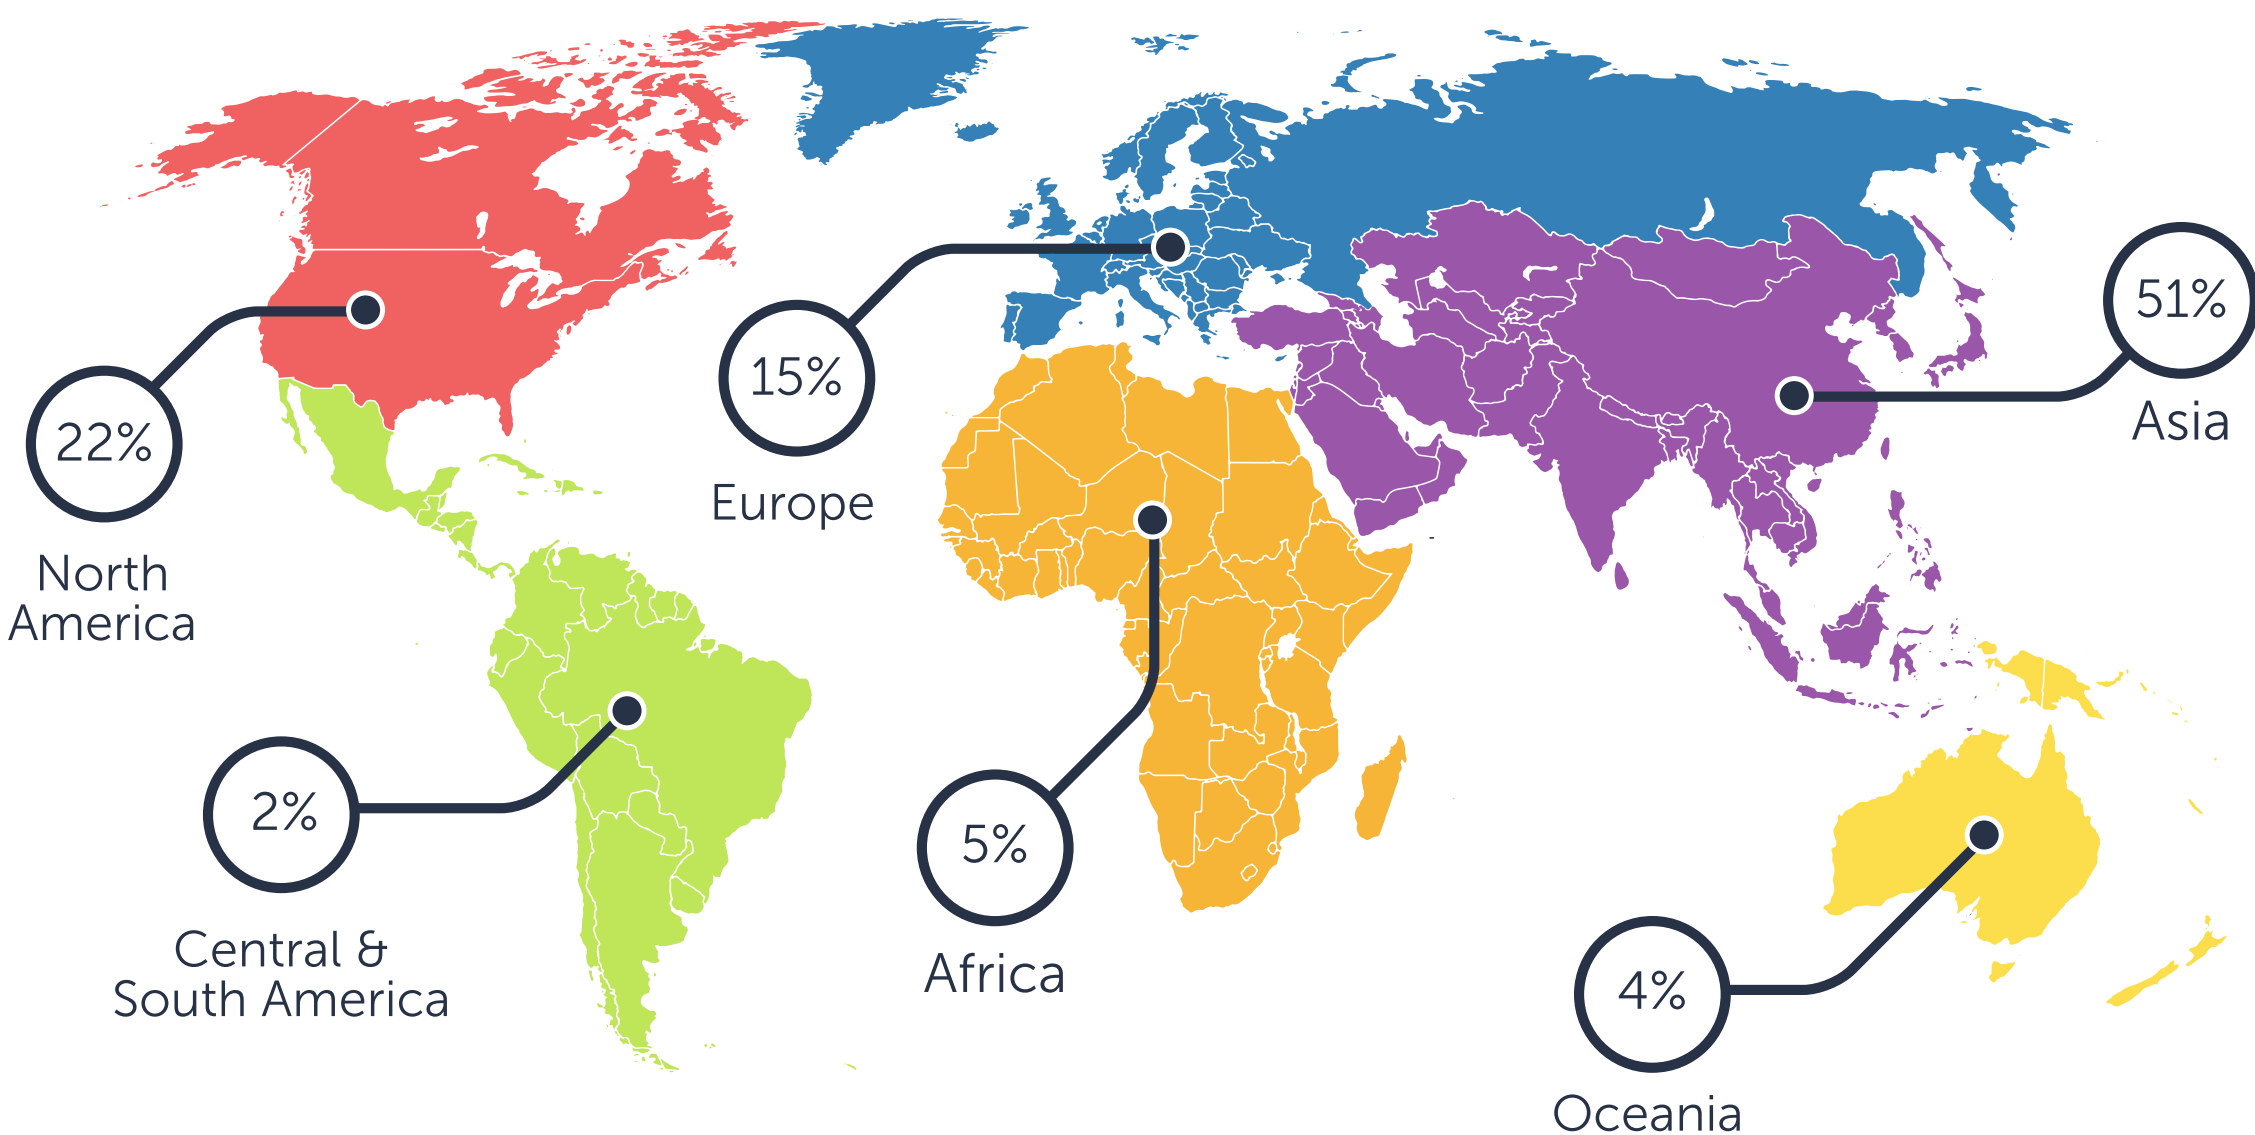 22%
North
America
15%
Europe
51%
Asia
2%
Central &
South America
5%
Africa
4%
Oceania